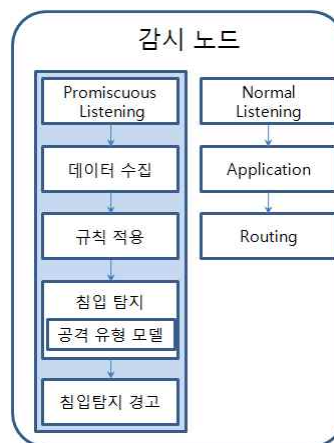 감시 노드
Promiscuous
Listening
데이터 수집
규칙 적용
침입 탐지
공격 유형 모델
침입탐지 경고
Normal
Listening
Application
Routing